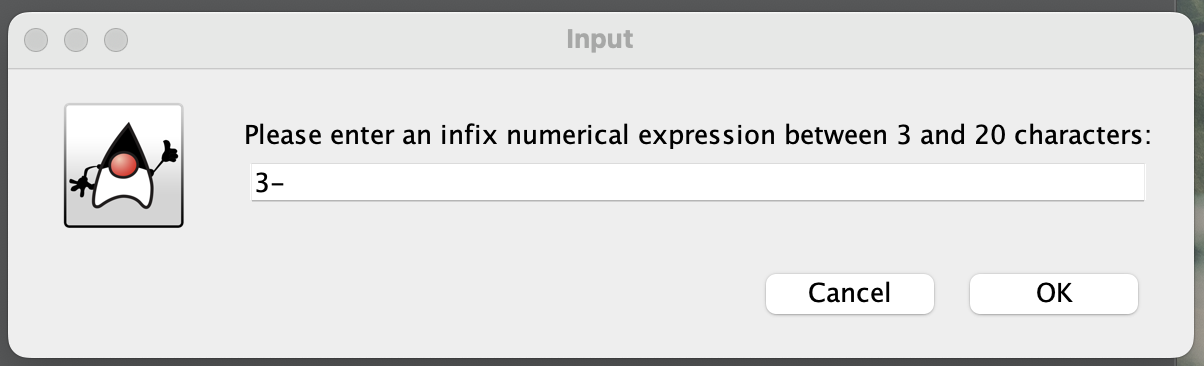 Input
Please enter an infix numerical expression between 3 and 20 characters:
3-
Cancel OK